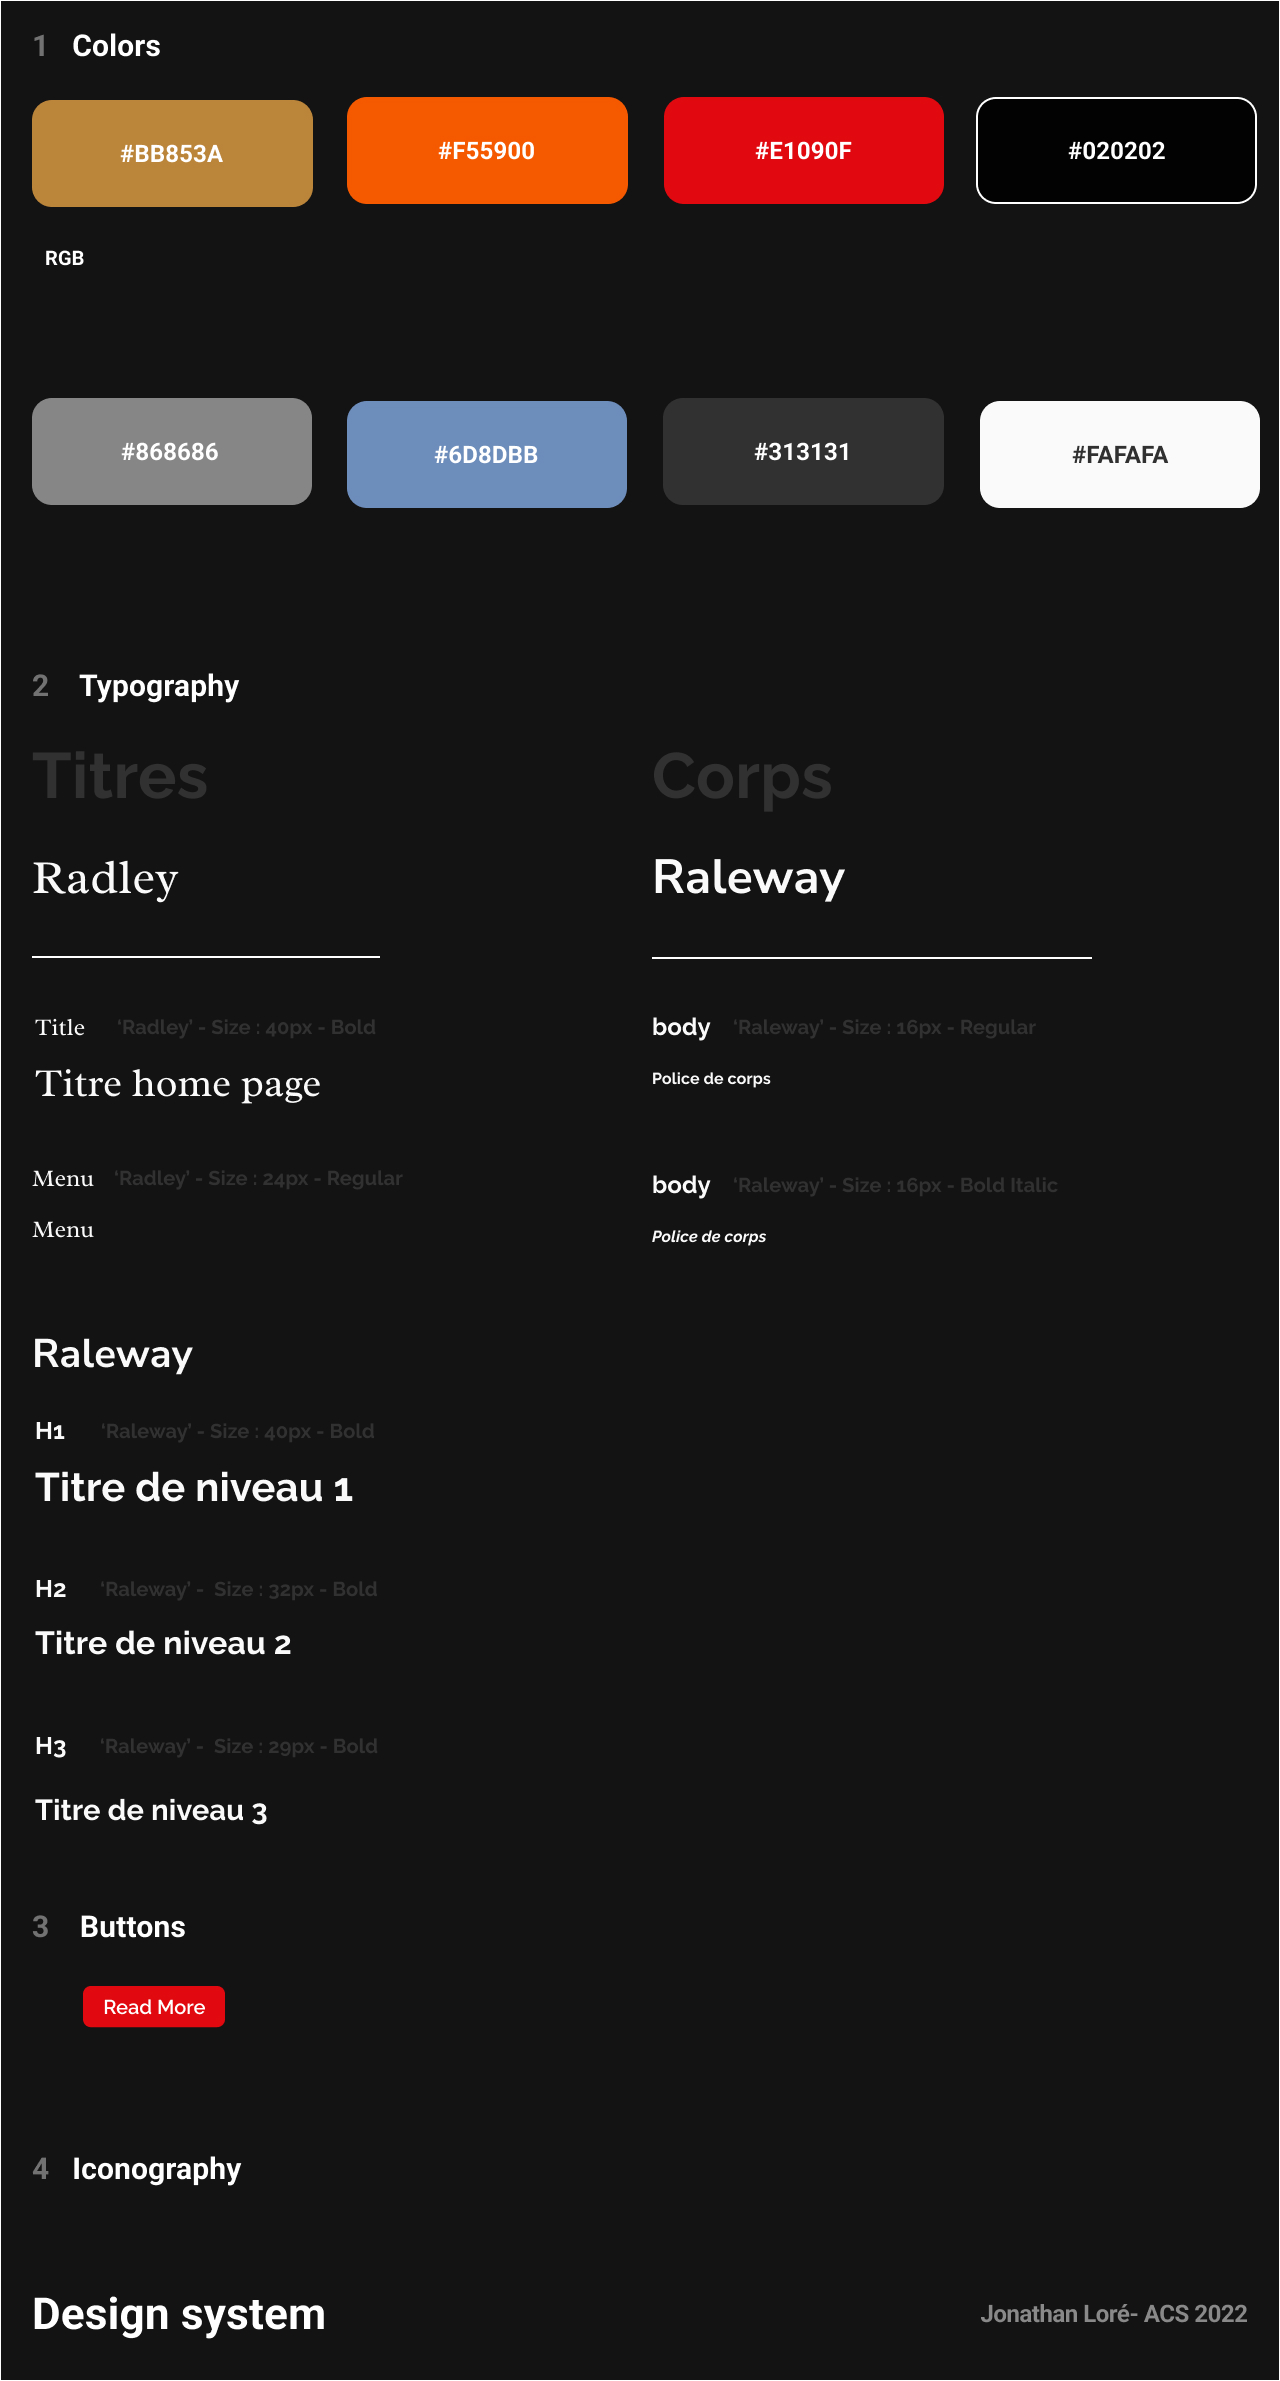 1 Colors
#BB853A #F55900 #E1090F #020202
RGB
#868686 #6D8DBB #313131 #FAFAFA
2 Typography
Titres
Radley
Title ‘Radley’ - Size : 40px - Bold
Titre home page
Menu ‘Radley’ - Size : 24px - Regular
Menu
Corps
Raleway
body ‘Raleway’ - Size : 16px - Regular
Police de corps
body ‘Raleway’ - Size : 16px - Bold Italic
Police de corps
Raleway
H1 ‘Raleway’ - Size : 40px - Bold
Titre de niveau 1
H2 ‘Raleway’ - Size : 32px - Bold
Titre de niveau 2
H3 ‘Raleway’ - Size : 29px - Bold
Titre de niveau 3
3 Buttons
Read More
4 Iconography
Design system
Jonathan Loré- ACS 2022